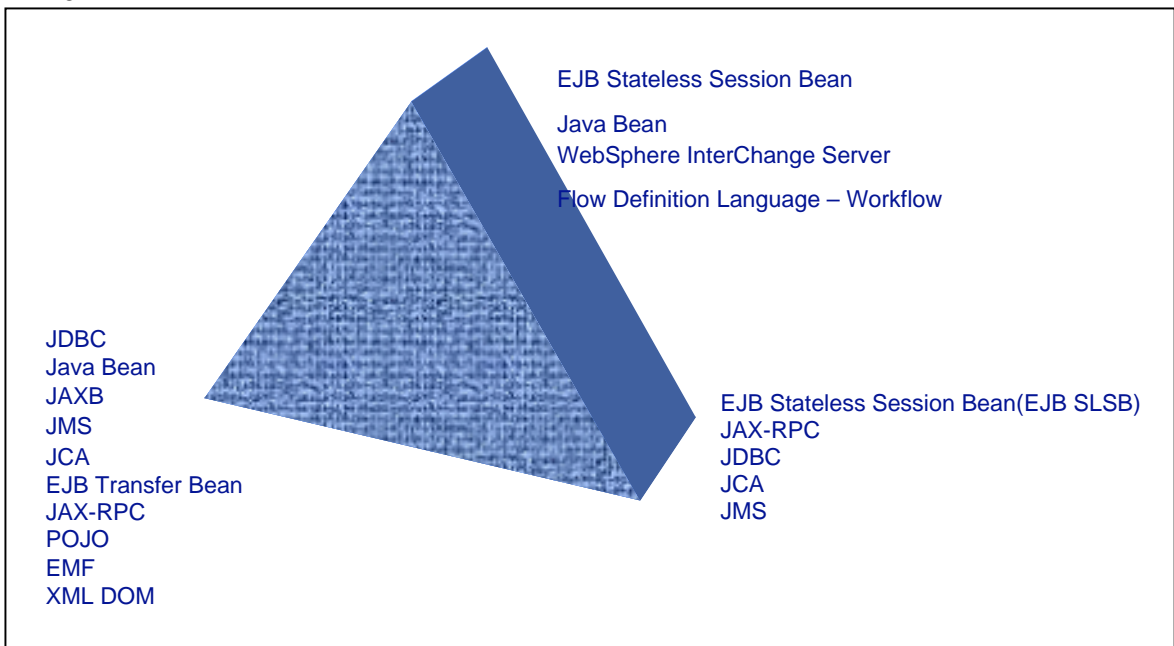 EJB Stateless Session Bean
Java Bean
WebSphere InterChange Server
Flow Definition Language – Workflow
JDBC
Java Bean
JAXB
JMS
JCA
EJB Transfer Bean
JAX-RPC
POJO
EMF
XML DOM
EJB Stateless Session Bean(EJB SLSB)
JAX-RPC
JDBC
JCA
JMS